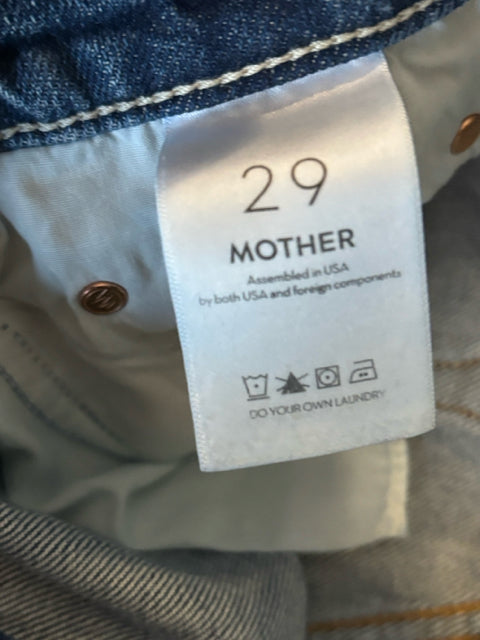 29
MOTHER
Assembled in USA
by both USA and foreign components
DO YOUR OWN LAUNDRY